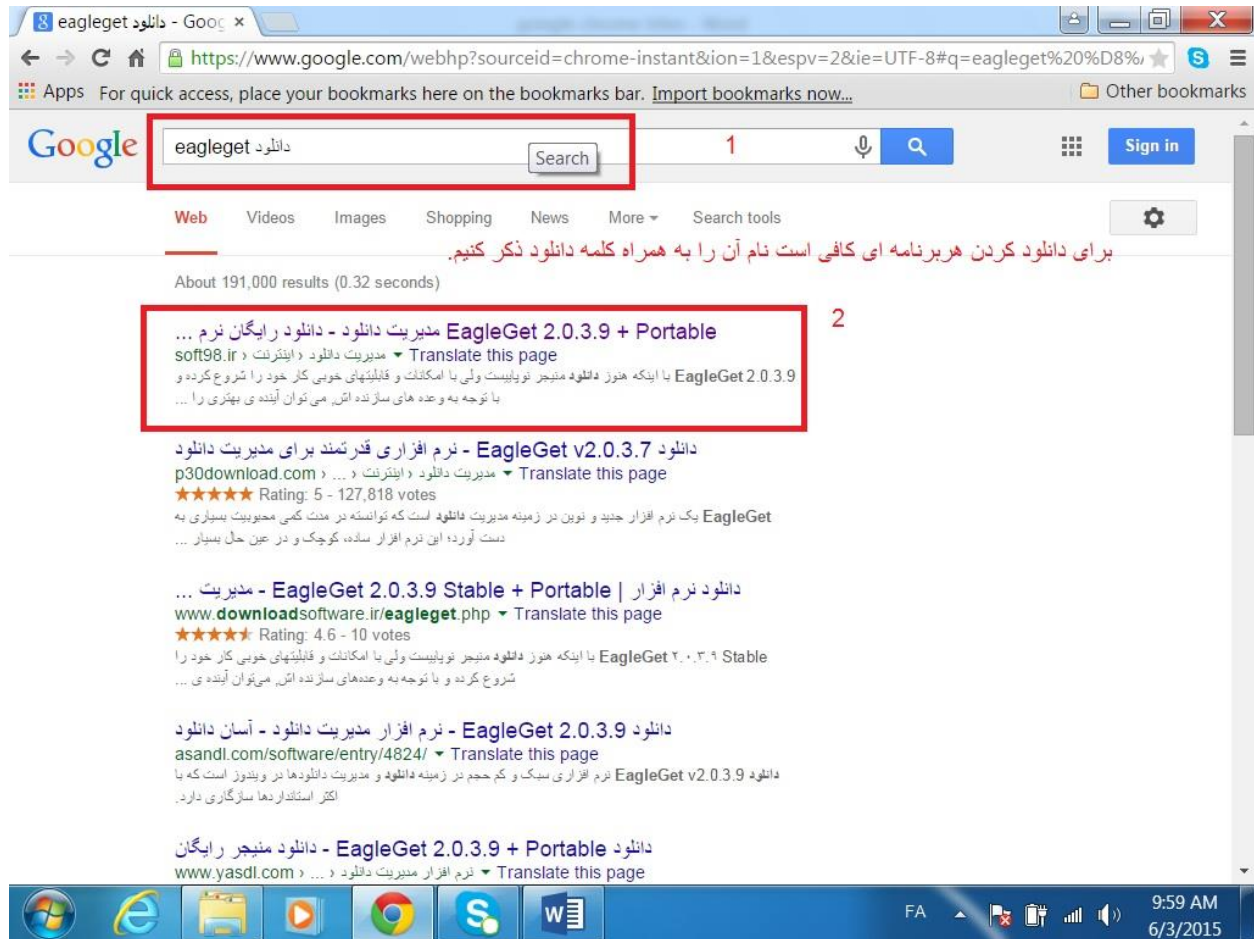 دانلود eagleget - Goog
https://www.google.com/webhp?sourceid=chrome-instant&ion=1&espv=2&ie=UTF-8#q=eagleget%20%D8%
Apps For quick access, place your bookmarks here on the bookmarks bar. Import bookmarks now... Other bookmarks
Google دانلود eagleget Search 1 Sign in
Web Videos Images Shopping News More Search tools
برای دانلود کردن هربرنامه ای کافی است نام آن را به همراه کلمه دانلود ذکر کنیم.
About 191,000 results (0.32 seconds)
2
EagleGet 2.0.3.9 + Portable مدیریت دانلود - دانلود رایگان نرم ...
soft98.ir › اینترنت › مدیریت دانلود Translate this page
EagleGet 2.0.3.9 با اینکه هنوز دانلود منیجر نوپاییست ولی با امکانات و قابلیتهای خوبی کار خود را شروع کرده و
با توجه به وعده های سازنده اش, می توان آینده ی بهتری را ...
دانلود EagleGet v2.0.3.7 - نرم افزاری قدرتمند برای مدیریت دانلود
p30download.com › ... › اینترنت › مدیریت دانلود Translate this page
Rating: 5 - 127,818 votes
EagleGet یک نرم افزار جدید و نوین در زمینه مدیریت دانلود است که توانسته در مدت کمی محبوبیت بسیاری به
دست آورد؛ این نرم افزار ساده، کوچک و در عین حال بسیار ...
دانلود نرم افزار | EagleGet 2.0.3.9 Stable + Portable - مدیریت ...
www.downloadsoftware.ir/eagleget.php Translate this page
Rating: 4.6 - 10 votes
EagleGet ۲.۰.۳.۹ Stable با اینکه هنوز دانلود منیجر نوپاییست ولی با امکانات و قابلیتهای خوبی کار خود را
شروع کرده و با توجه به وعدههای سازنده اش, می‌توان آینده ی ...
دانلود EagleGet 2.0.3.9 - نرم افزار مدیریت دانلود - آسان دانلود
asandl.com/software/entry/4824/ Translate this page
دانلود EagleGet v2.0.3.9 نرم افزاری سبک و کم حجم در زمینه دانلود و مدیریت دانلودها در ویندوز است که با
اکثر استانداردها سازگاری دارد.
دانلود EagleGet 2.0.3.9 + Portable - دانلود منیجر رایگان
www.yasdl.com › ... › نرم افزار مدیریت دانلود Translate this page
FA 9:59 AM
6/3/2015